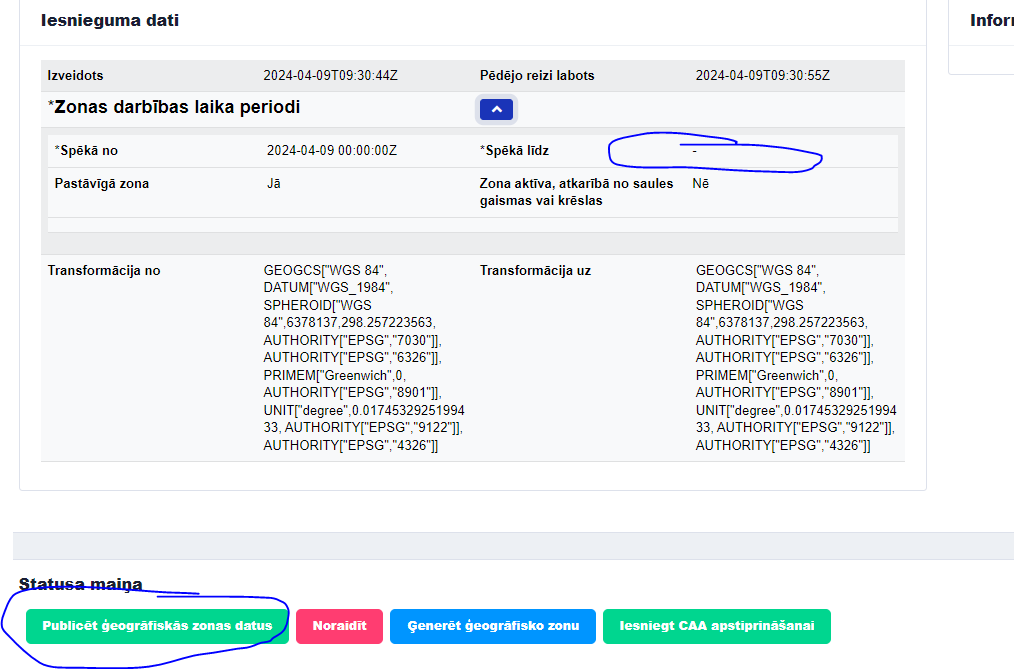 Iesnieguma dati
Infor
Izveidots 2024-04-09T09:30:44Z Pēdējo reizi labots 2024-04-09T09:30:55Z
*Zonas darbības laika periodi
*Spēkā no 2024-04-09 00:00:00Z *Spēkā līdz -
Pastāvīgā zona Jā Zona aktīva, atkarībā no saules Nē
gaismas vai krēslas
Transformācija no GEOGCS["WGS 84", Transformācija uz GEOGCS["WGS 84",
DATUM["WGS_1984", DATUM["WGS_1984",
SPHEROID["WGS SPHEROID["WGS
84",6378137,298.257223563, 84",6378137,298.257223563,
AUTHORITY["EPSG","7030"]], AUTHORITY["EPSG","7030"]],
AUTHORITY["EPSG","6326"]], AUTHORITY["EPSG","6326"]],
PRIMEM["Greenwich",0, PRIMEM["Greenwich",0,
AUTHORITY["EPSG","8901"]], AUTHORITY["EPSG","8901"]],
UNIT["degree",0.01745329251994 UNIT["degree",0.01745329251994
33, AUTHORITY["EPSG","9122"]], 33, AUTHORITY["EPSG","9122"]],
AUTHORITY["EPSG","4326"]] AUTHORITY["EPSG","4326"]]
Statusa maiņa
Publicēt ģeogrāfiskās zonas datus Noraidīt Ģenerēt ģeogrāfisko zonu Iesniegt CAA apstiprināšanai